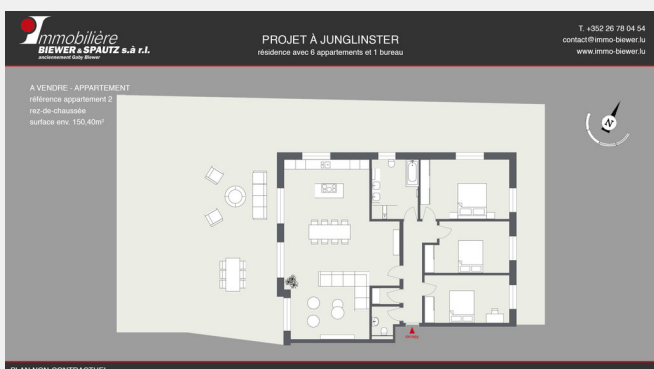 Immobilière
BIEWER & SPAUTZ s.à r.l.
anciennement Gaby Biewer
PROJET À JUNGLINSTER
résidence avec 6 appartements et 1 bureau
T. +352 26 78 04 54
contact@immo-biewer.lu
www.immo-biewer.lu
A VENDRE - APPARTEMENT
référence appartement 2
rez-de-chaussée
surface env. 150,40m²
N
ENTRÉE
PLAN NON CONTRACTUEL